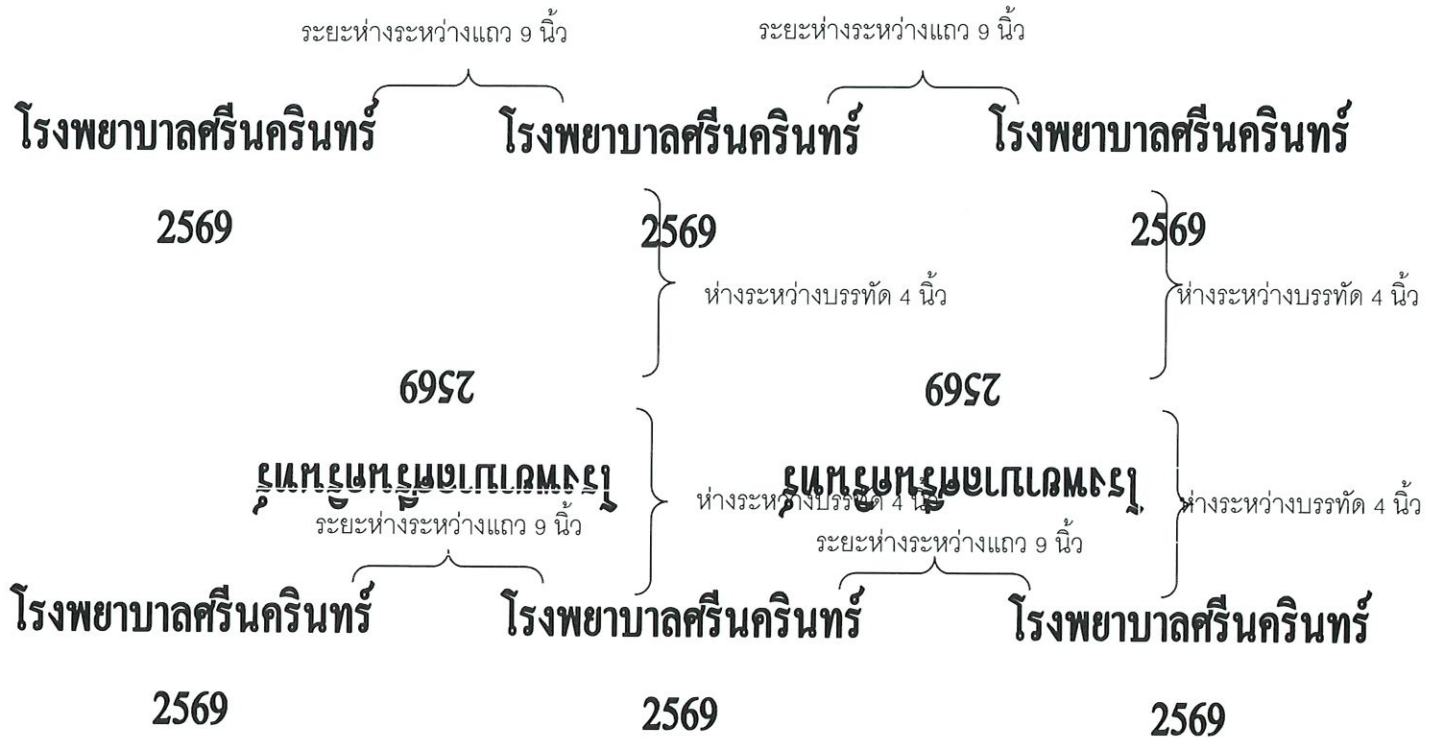 ระยะห่างระหว่างแถว 9 นิ้ว ระยะห่างระหว่างแถว 9 นิ้ว
โรงพยาบาลศรีนครินทร์ โรงพยาบาลศรีนครินทร์ โรงพยาบาลศรีนครินทร์
2569 2569 2569
ห่างระหว่างบรรทัด 4 นิ้ว ห่างระหว่างบรรทัด 4 นิ้ว
2569 2569
โรงพยาบาลศรีนครินทร์ โรงพยาบาลศรีนครินทร์
ห่างระหว่างบรรทัด 4 นิ้ว ห่างระหว่างบรรทัด 4 นิ้ว
ระยะห่างระหว่างแถว 9 นิ้ว ระยะห่างระหว่างแถว 9 นิ้ว
โรงพยาบาลศรีนครินทร์ โรงพยาบาลศรีนครินทร์ โรงพยาบาลศรีนครินทร์
2569 2569 2569